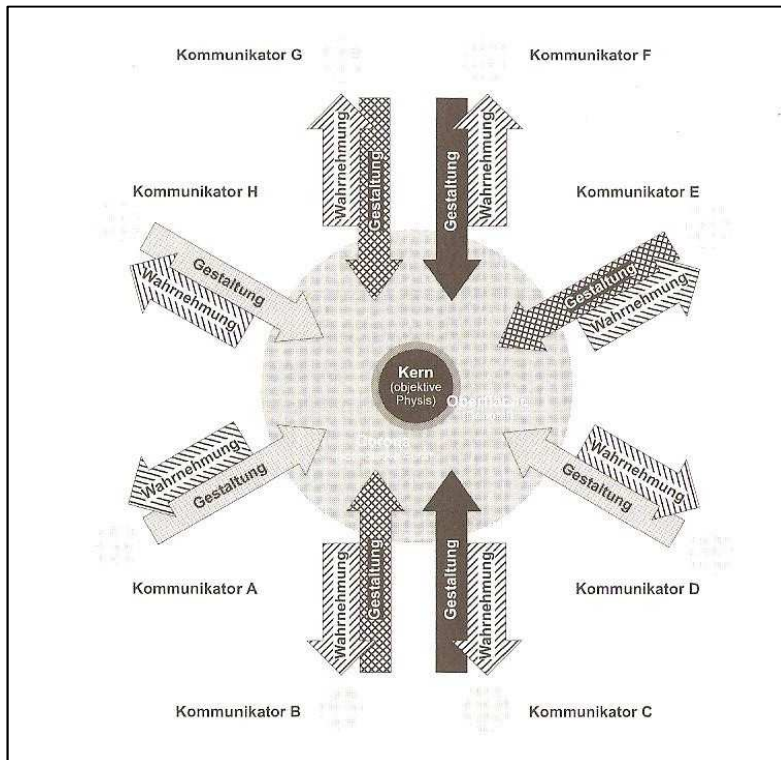 Kommunikator G
Kommunikator F
Wahrnehmung
Gestaltung
Gestaltung
Wahrnehmung
Kommunikator H
Kommunikator E
Gestaltung
Wahrnehmung
Gestaltung
Wahrnehmung
Kern
(objektive
Physis)
Wahrnehmung
Gestaltung
Wahrnehmung
Gestaltung
Wahrnehmung
Gestaltung
Gestaltung
Wahrnehmung
Kommunikator A
Kommunikator D
Kommunikator B
Kommunikator C